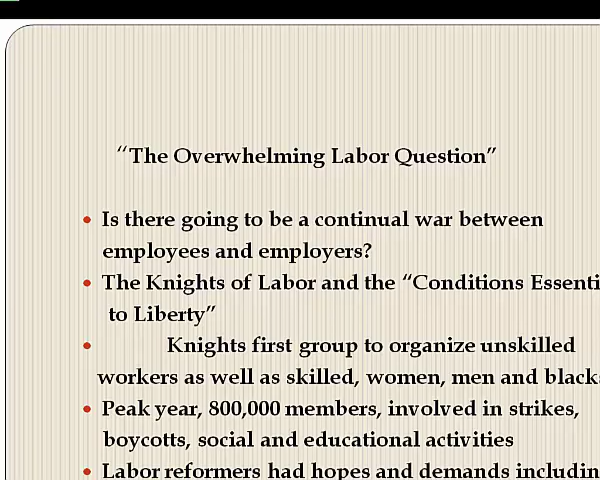 “The Overwhelming Labor Question”
• Is there going to be a continual war between
employees and employers?
• The Knights of Labor and the “Conditions Essenti
to Liberty”
• Knights first group to organize unskilled
workers as well as skilled, women, men and black
• Peak year, 800,000 members, involved in strikes,
boycotts, social and educational activities
• Labor reformers had hopes and demands includin